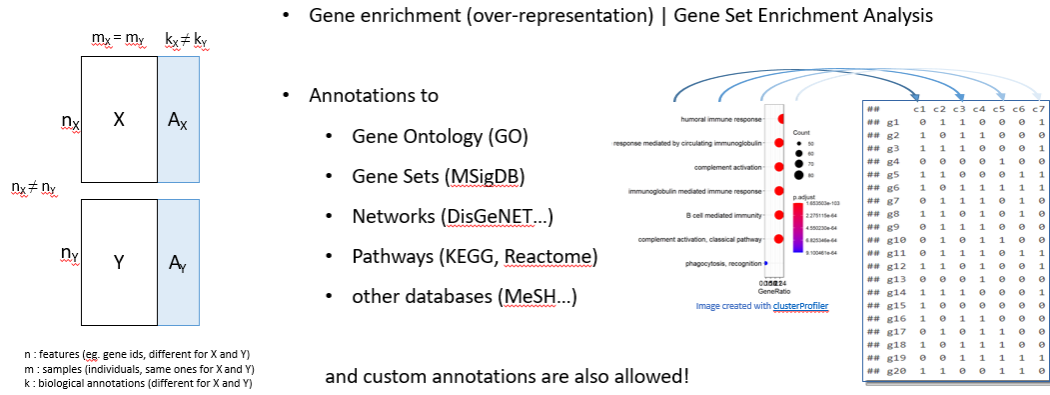 • Gene enrichment (over-representation) | Gene Set Enrichment Analysis
mX = mY kX ≠ kY
nX X AX
nX ≠ nY
nY Y AY
n : features (eg. gene ids, different for X and Y)
m : samples (individuals, same ones for X and Y)
k : biological annotations (different for X and Y)
• Annotations to
• Gene Ontology (GO)
• Gene Sets (MSigDB)
• Networks (DisGeNET...)
• Pathways (KEGG, Reactome)
• other databases (MeSH...)
and custom annotations are also allowed!
humoral immune response
response mediated by circulating immunoglobulin
complement activation
immunoglobulin mediated immune response
B cell mediated immunity
complement activation, classical pathway
phagocytosis, recognition
GeneRatio
Count
50
60
70
80
p.adjust
Image created with clusterProfiler
## c1 c2 c3 c4 c5 c6 c7
## g1 0 1 1 0 0 0 1
## g2 1 0 1 1 0 0 0
## g3 1 1 1 0 0 0 1
## g4 0 0 0 0 1 0 0
## g5 1 1 0 0 0 1 1
## g6 1 0 1 1 1 1 1
## g7 0 1 1 1 0 1 0
## g8 1 1 0 1 0 1 0
## g9 0 1 1 1 0 0 0
## g10 0 1 0 1 1 0 0
## g11 0 1 1 1 0 1 1
## g12 1 1 0 1 0 0 1
## g13 0 0 0 1 0 0 0
## g14 1 1 1 0 0 0 1
## g15 1 0 0 0 0 0 0
## g16 1 0 1 1 0 0 0
## g17 0 1 0 1 1 0 0
## g18 1 0 1 0 0 1 0
## g19 0 0 1 1 1 1 1
## g20 1 1 0 0 1 1 0